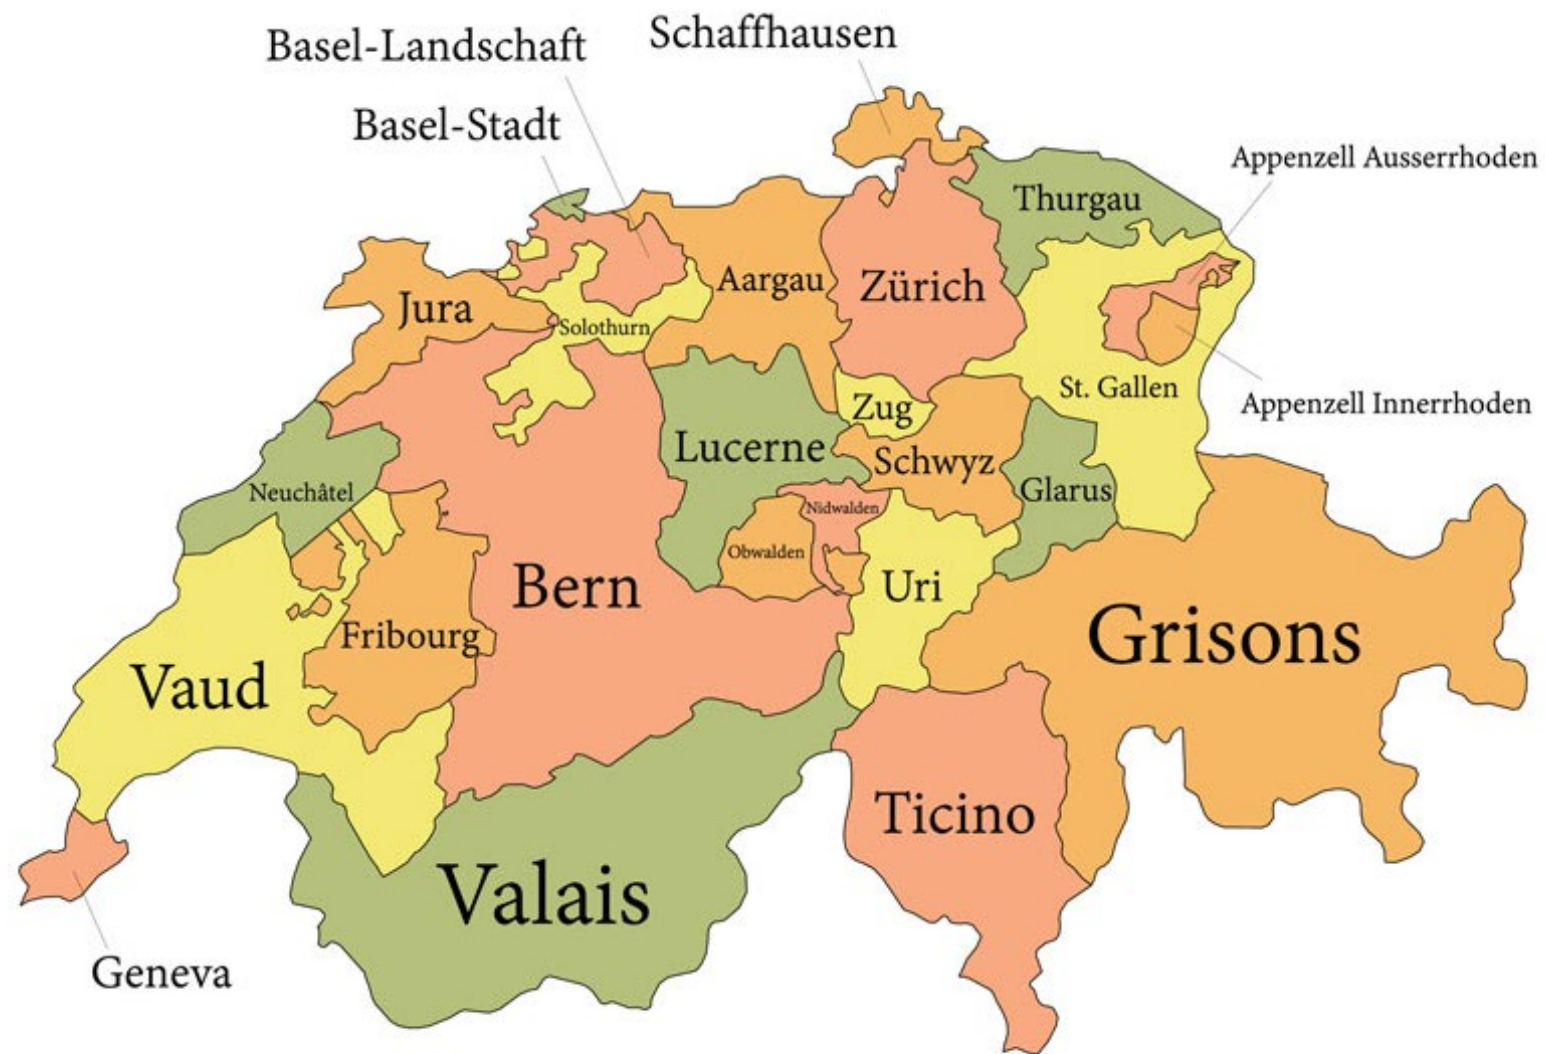 Schaffhausen
Basel-Landschaft
Basel-Stadt
Appenzell Ausserrhoden
Thurgau
Aargau
Zürich
Jura
Solothurn
St. Gallen
Zug
Appenzell Innerrhoden
Lucerne
Schwyz
Neuchâtel
Glarus
Nidwalden
Obwalden
Bern
Uri
Fribourg
Grisons
Vaud
Ticino
Valais
Geneva